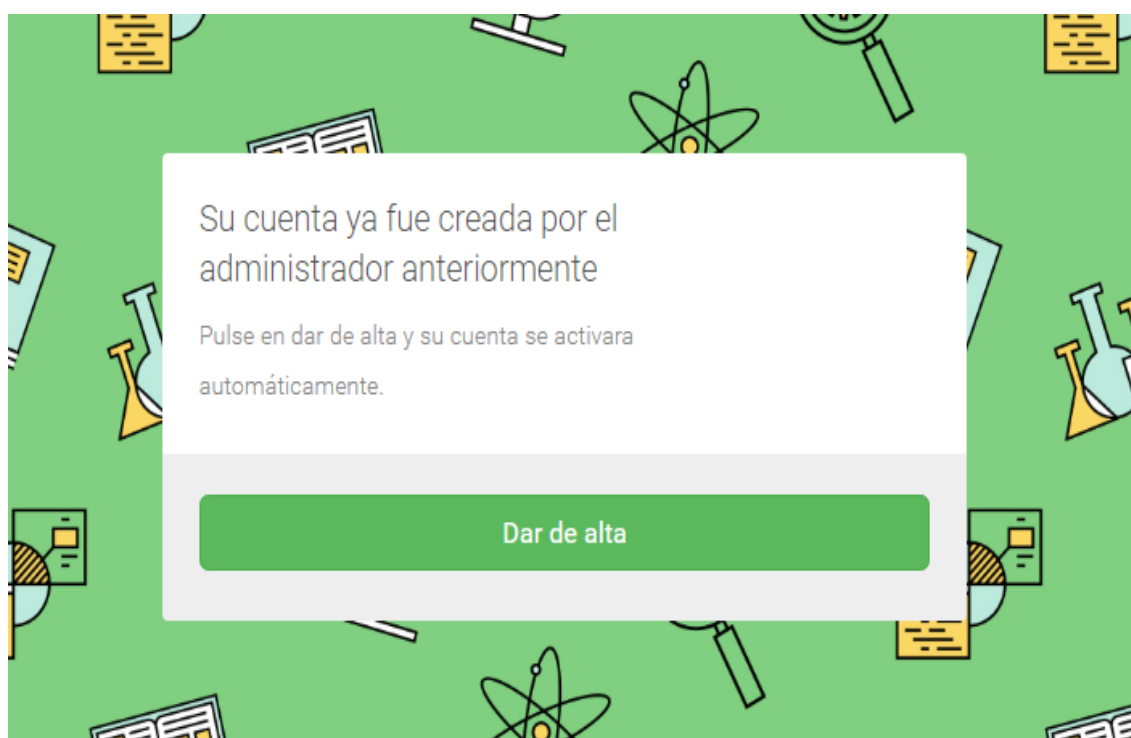 Su cuenta ya fue creada por el
administrador anteriormente
Pulse en dar de alta y su cuenta se activara
automáticamente.
Dar de alta